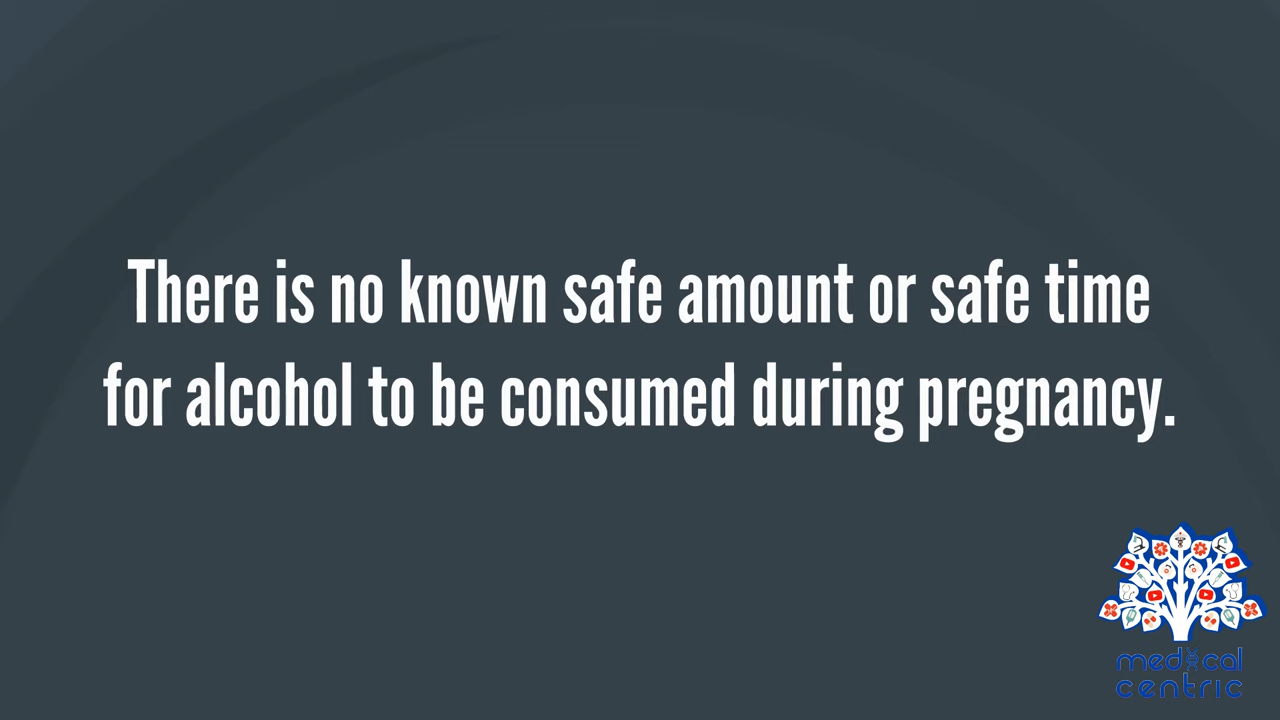 There is no known safe amount or safe time
for alcohol to be consumed during pregnancy.
medical
centric